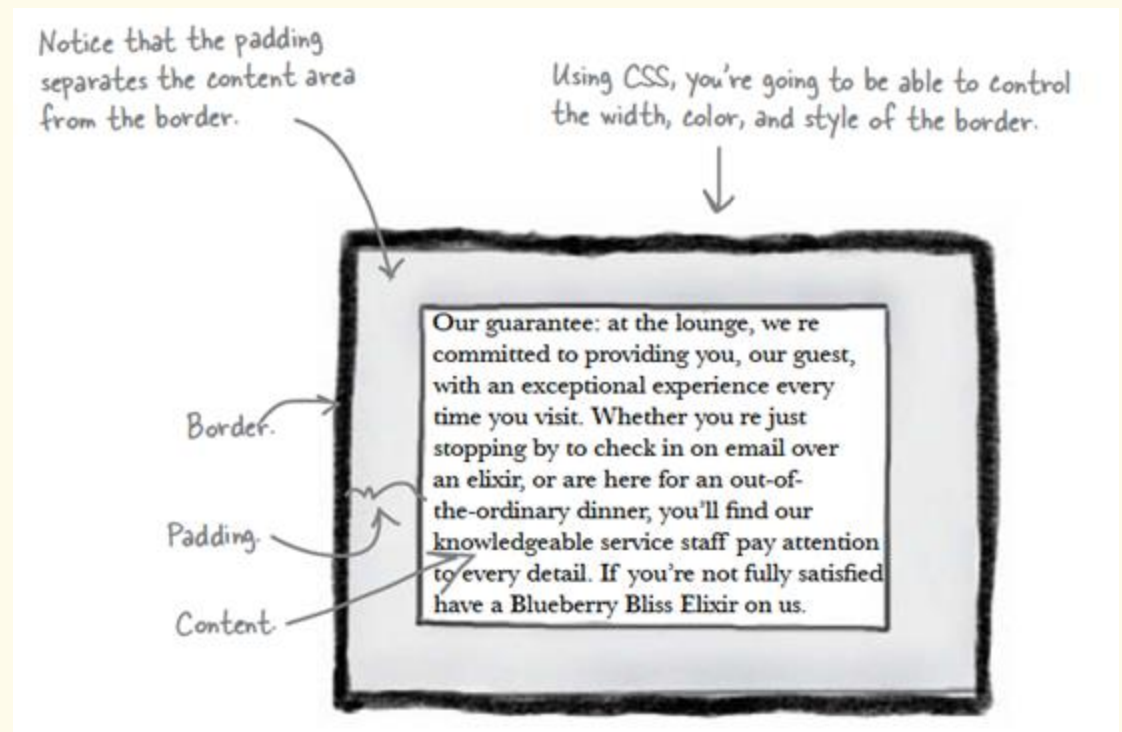 Notice that the padding
separates the content area
from the border.
Using CSS, you're going to be able to control
the width, color, and style of the border.
Our guarantee: at the lounge, we re
committed to providing you, our guest,
with an exceptional experience every
time you visit. Whether you re just
stopping by to check in on email over
an elixir, or are here for an out-of-
the-ordinary dinner, you'll find our
knowledgeable service staff pay attention
to every detail. If you're not fully satisfied
have a Blueberry Bliss Elixir on us.
Border.
Padding.
Content.